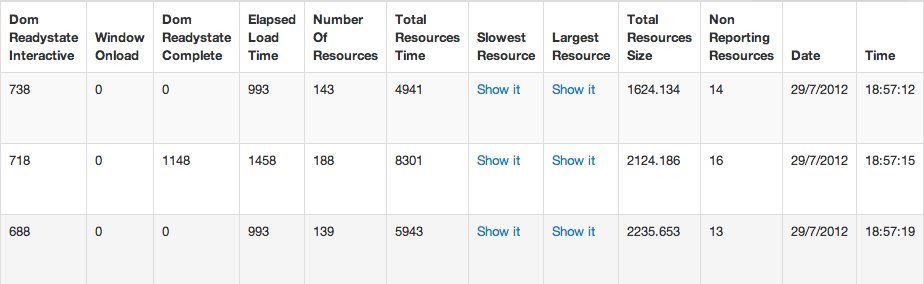 Dom Readystate Interactive Window Onload Dom Readystate Complete Elapsed Load Time Number Of Resources Total Resources Time Slowest Resource Largest Resource Total Resources Size Non Reporting Resources Date Time
738 0 0 993 143 4941 Show it Show it 1624.134 14 29/7/2012 18:57:12
718 0 1148 1458 188 8301 Show it Show it 2124.186 16 29/7/2012 18:57:15
688 0 0 993 139 5943 Show it Show it 2235.653 13 29/7/2012 18:57:19